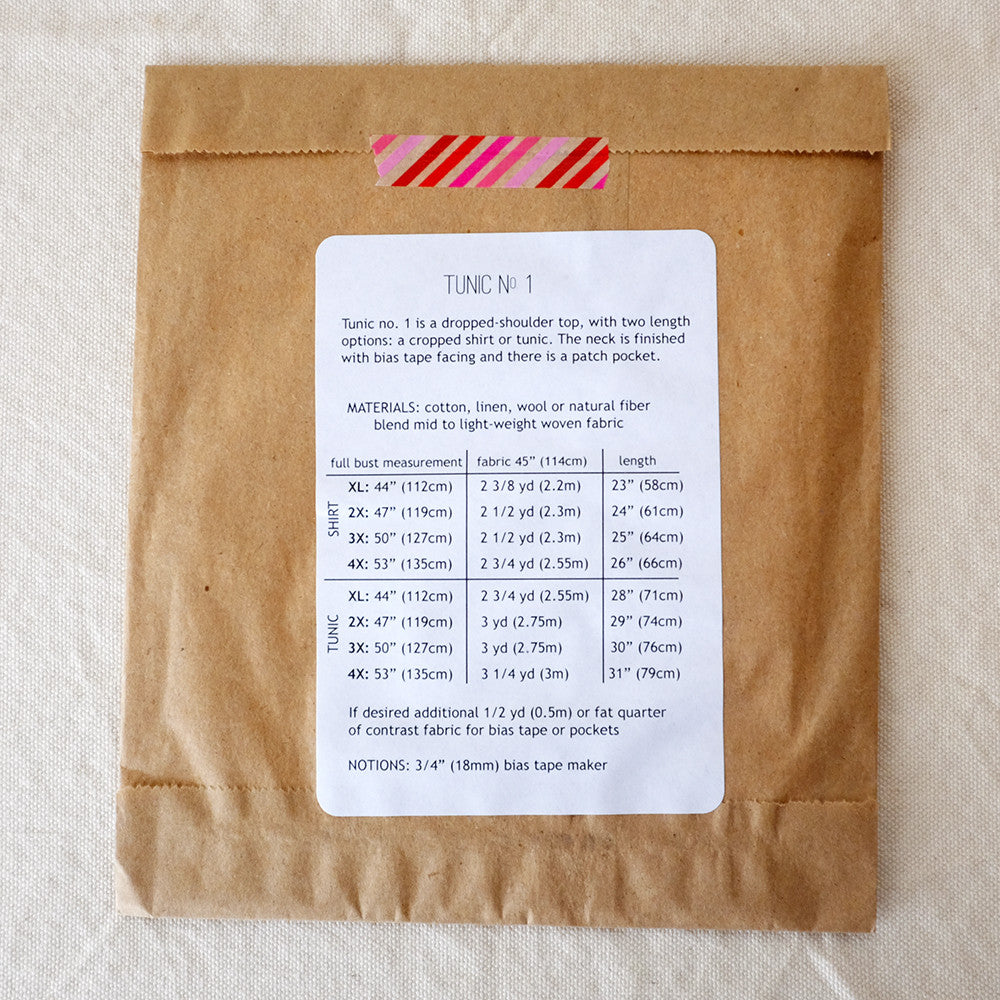 TUNIC Nº 1
Tunic no. 1 is a dropped-shoulder top, with two length
options: a cropped shirt or tunic. The neck is finished
with bias tape facing and there is a patch pocket.
MATERIALS: cotton, linen, wool or natural fiber
blend mid to light-weight woven fabric
full bust measurement fabric 45” (114cm) length
SHIRT
XL: 44” (112cm) 2 3/8 yd (2.2m) 23” (58cm)
2X: 47” (119cm) 2 1/2 yd (2.3m) 24” (61cm)
3X: 50” (127cm) 2 1/2 yd (2.3m) 25” (64cm)
4X: 53” (135cm) 2 3/4 yd (2.55m) 26” (66cm)
TUNIC
XL: 44” (112cm) 2 3/4 yd (2.55m) 28” (71cm)
2X: 47” (119cm) 3 yd (2.75m) 29” (74cm)
3X: 50” (127cm) 3 yd (2.75m) 30” (76cm)
4X: 53” (135cm) 3 1/4 yd (3m) 31” (79cm)
If desired additional 1/2 yd (0.5m) or fat quarter
of contrast fabric for bias tape or pockets
NOTIONS: 3/4” (18mm) bias tape maker